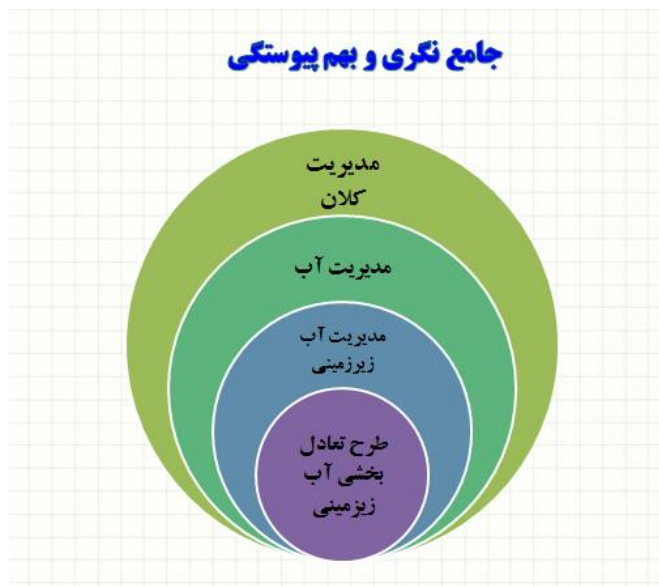 جامع نگری و بهم پیوستگی
مدیریت
کلان
مدیریت آب
مدیریت آب
زیرزمینی
طرح تعادل
بخشی آب
زیزمینی